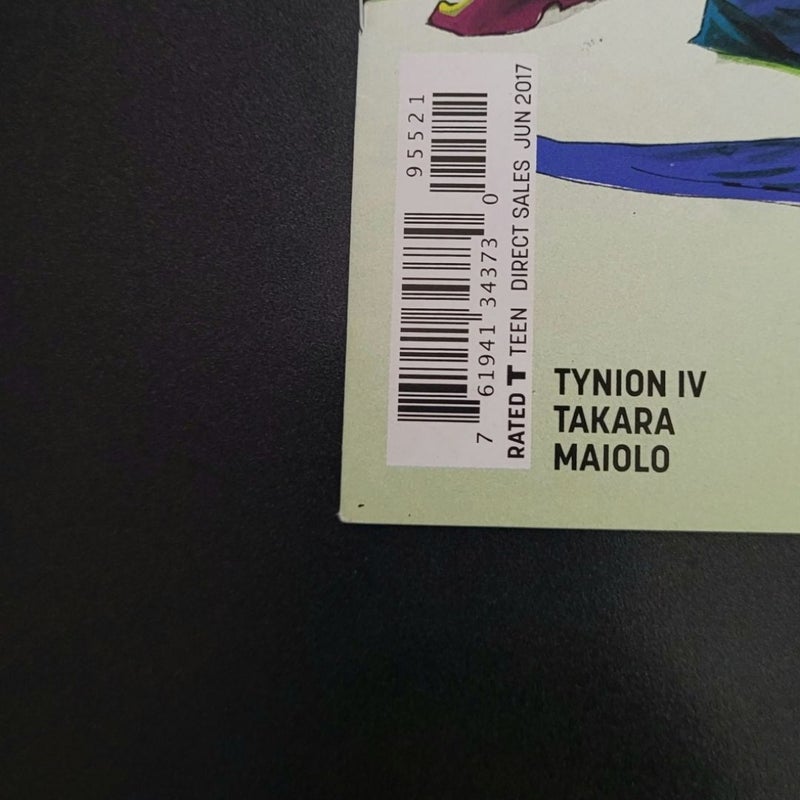 95521
7 61941 34373 0
RATED T TEEN DIRECT SALES JUN 2017
TYNION IV
TAKARA
MAIOLO